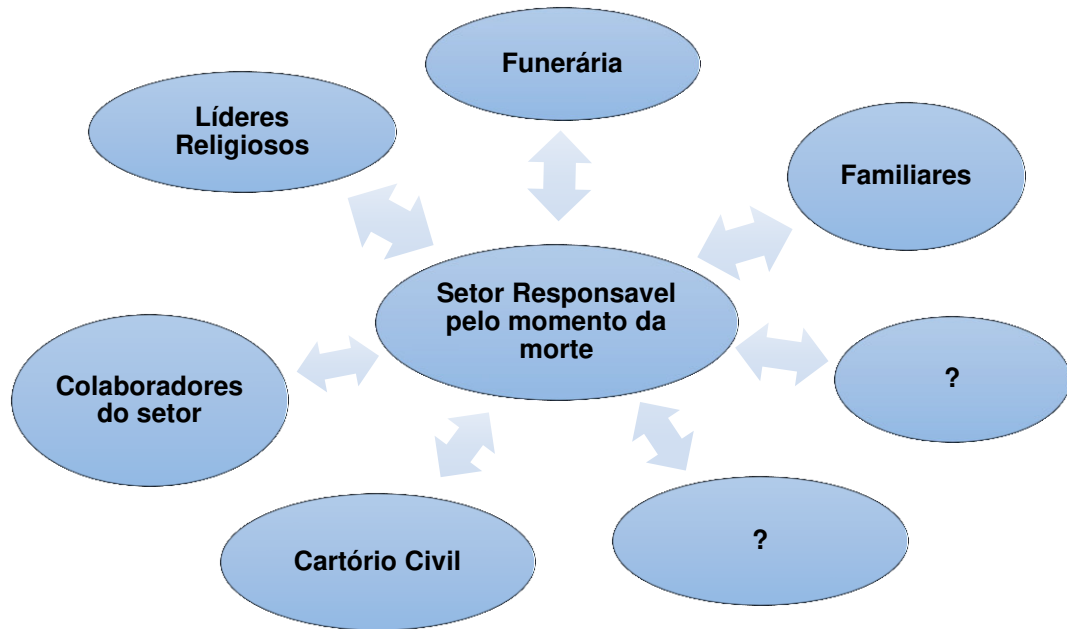 Funerária
Líderes
Religiosos
Familiares
Setor Responsavel
pelo momento da
morte
?
Colaboradores
do setor
?
Cartório Civil